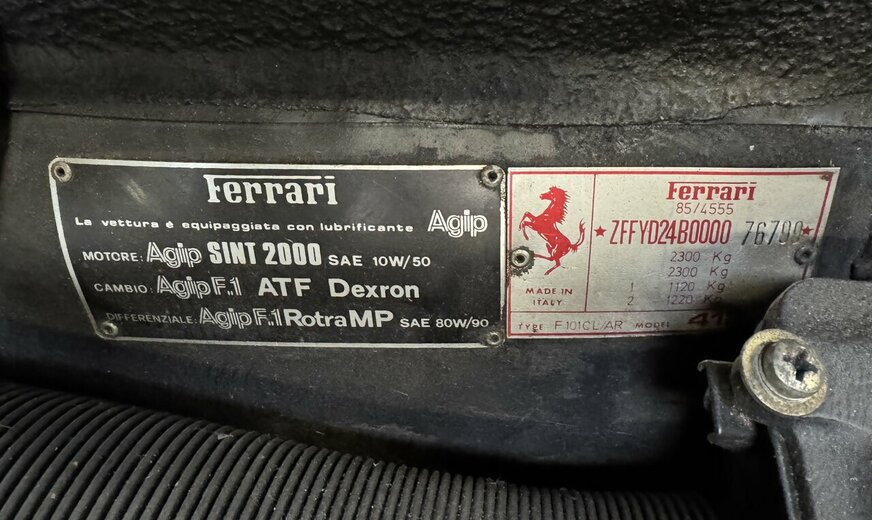 Ferrari
La vettura è equipaggiata con lubrificante Agip
MOTORE: Agip SINT 2000 SAE 10W/50
CAMBIO: Agip F.1 ATF Dexron
DIFFERENZIALE: Agip F.1 Rotra MP SAE 80W/90
Ferrari
85/4555
★ZFFYD24B0000 ★
2300 Kg
2300 Kg
1 1120 Kg
2 1220 Kg
MADE IN
ITALY
TYPE F101CL/AR MODEL